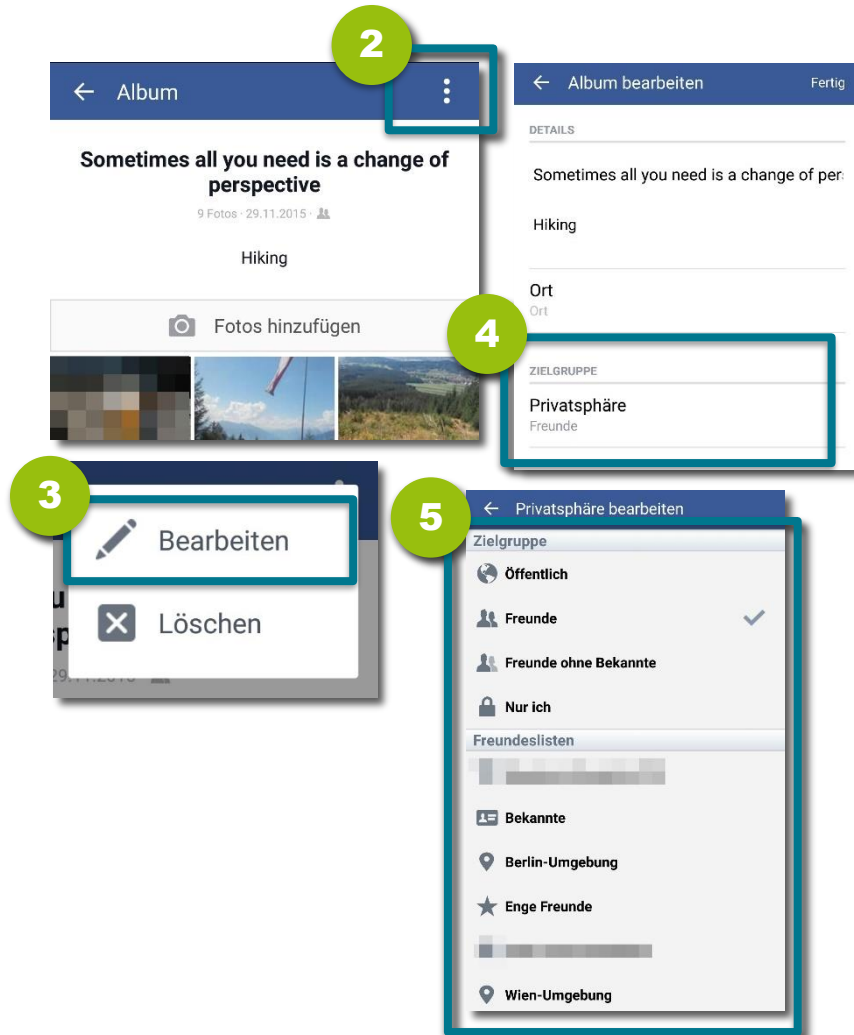 2
Album
Sometimes all you need is a change of
perspective
9 Fotos · 29.11.2015 ·
Hiking
Fotos hinzufügen
Album bearbeiten Fertig
DETAILS
Sometimes all you need is a change of per
Hiking
Ort
Ort
4
ZIELGRUPPE
Privatsphäre
Freunde
3
Bearbeiten
Löschen
5
Privatsphäre bearbeiten
Zielgruppe
Öffentlich
Freunde
Freunde ohne Bekannte
Nur ich
Freundeslisten
Bekannte
Berlin-Umgebung
Enge Freunde
Wien-Umgebung